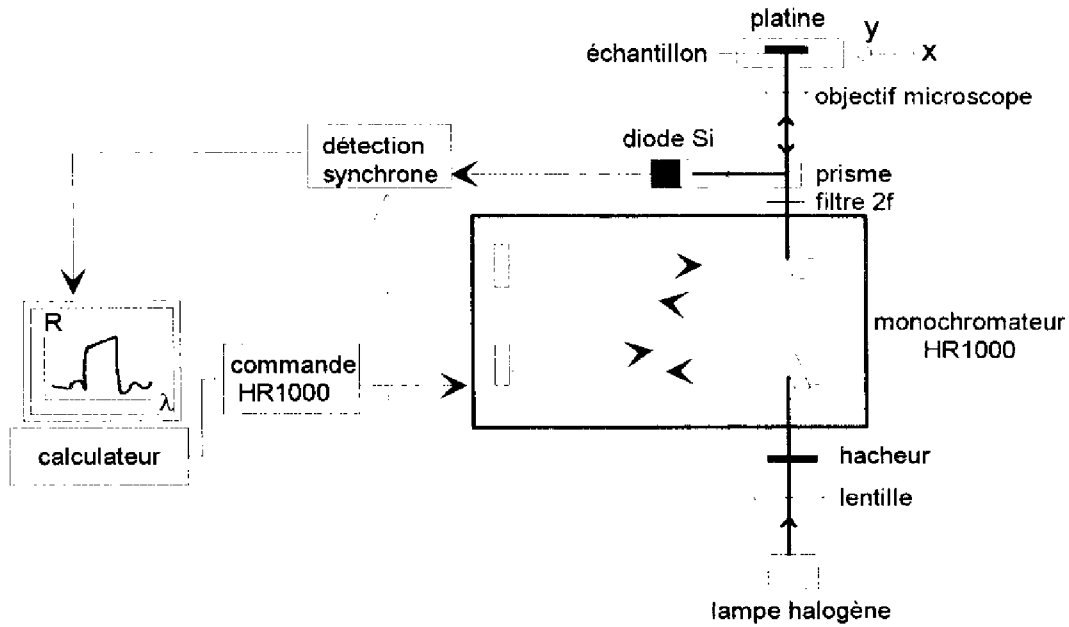 platine
y
échantillon
x
objectif microscope
détection
synchrone
diode Si
prisme
filtre 2f
R
λ
commande
HR1000
monochromateur
HR1000
calculateur
hacheur
lentille
lampe halogène